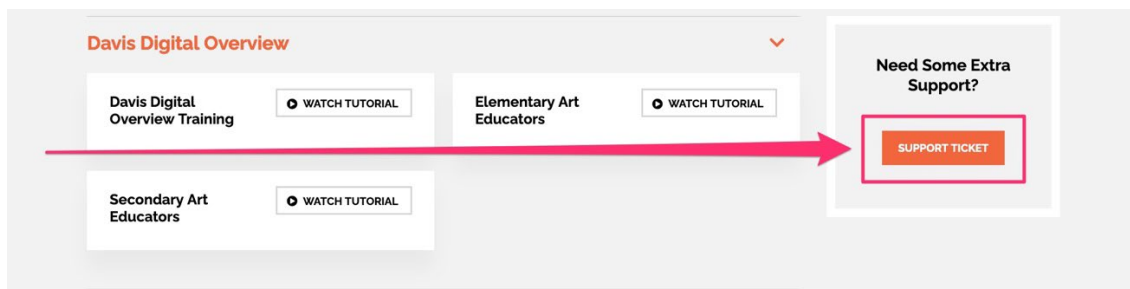 Davis Digital Overview
Davis Digital
Overview Training
WATCH TUTORIAL
Elementary Art
Educators
WATCH TUTORIAL
Secondary Art
Educators
WATCH TUTORIAL
Need Some Extra
Support?
SUPPORT TICKET